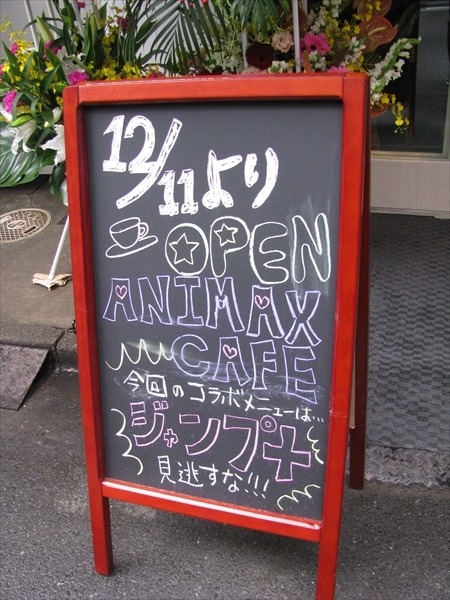 12/11より
OPEN
ANIMAX
CAFE
今回のコラボメニューは...
ジャンプ+
見逃すな!!!